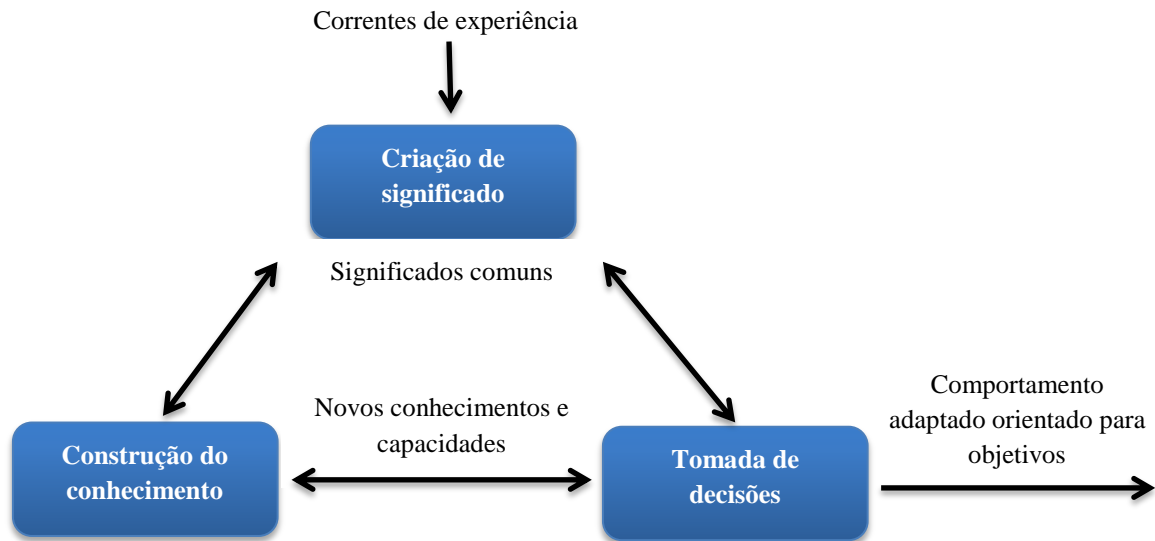 Correntes de experiência
Criação de
significado
Significados comuns
Novos conhecimentos e
capacidades
Construção do
conhecimento
Tomada de
decisões
Comportamento
adaptado orientado para
objetivos